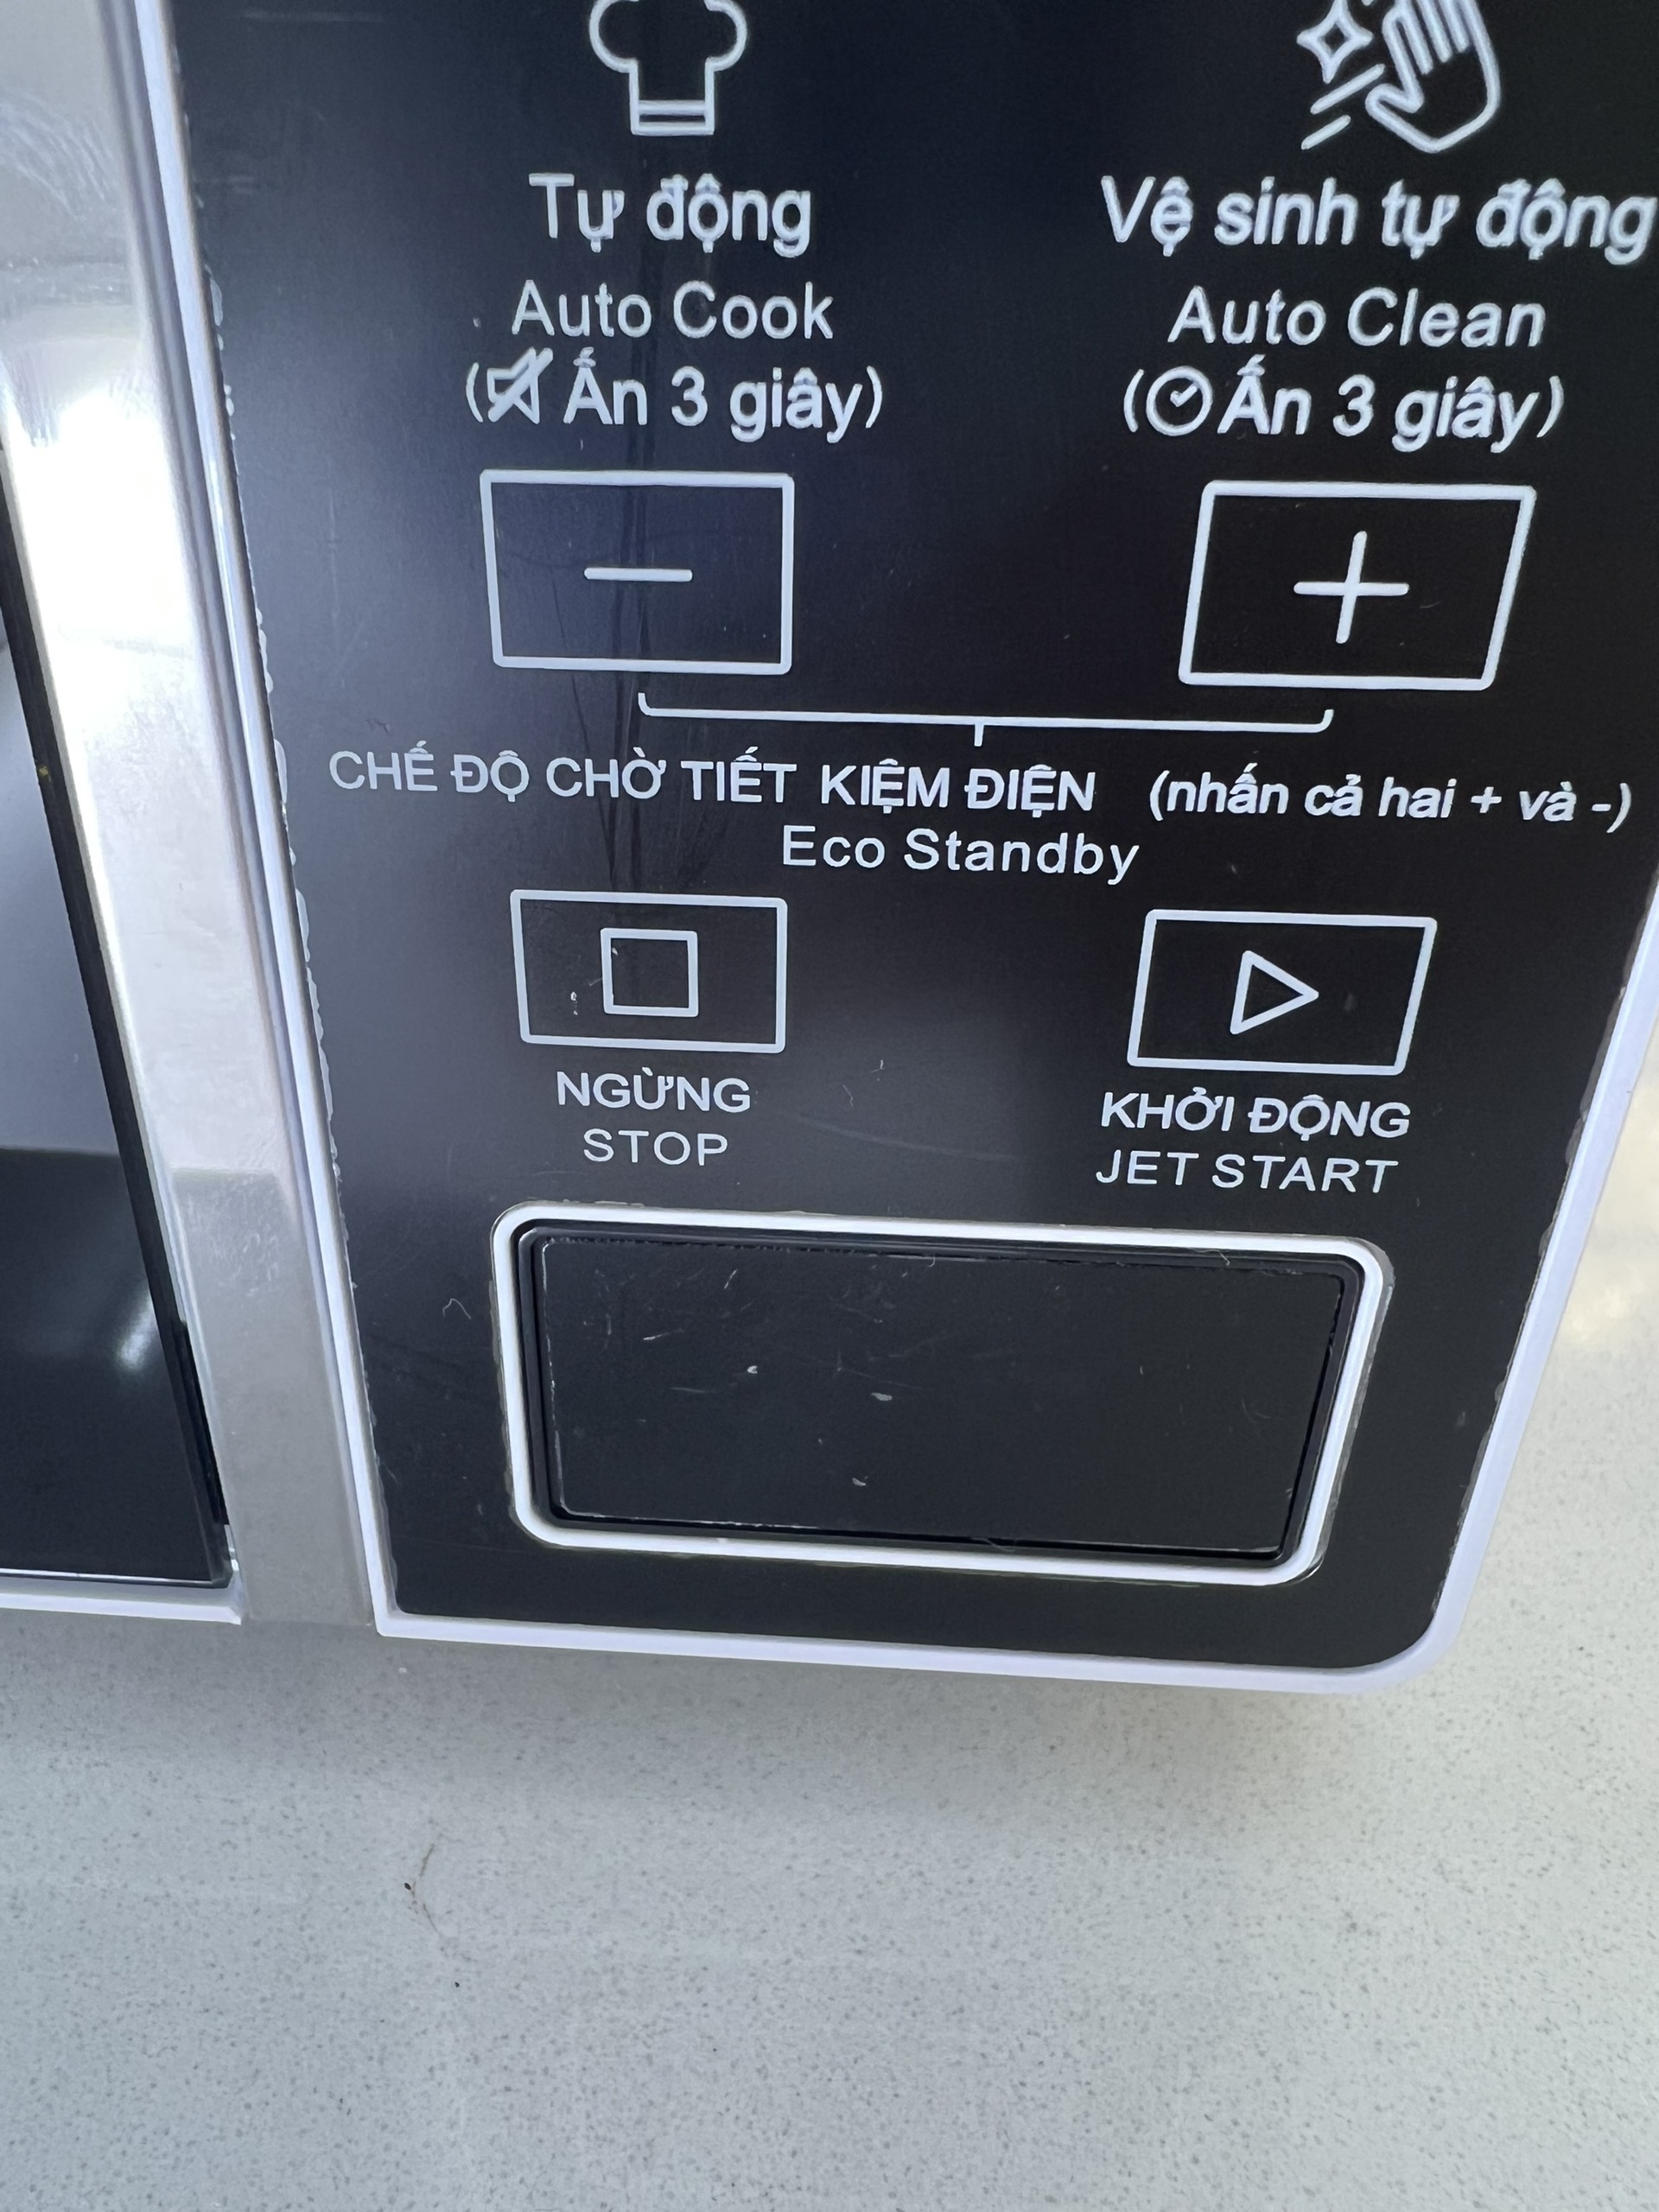 Tự động
Auto Cook
(Ấn 3 giây)
Vệ sinh tự động
Auto Clean
(Ấn 3 giây)
CHẾ ĐỘ CHỜ TIẾT KIỆM ĐIỆN (nhấn cả hai + và -)
Eco Standby
NGỪNG
STOP
KHỞI ĐỘNG
JET START